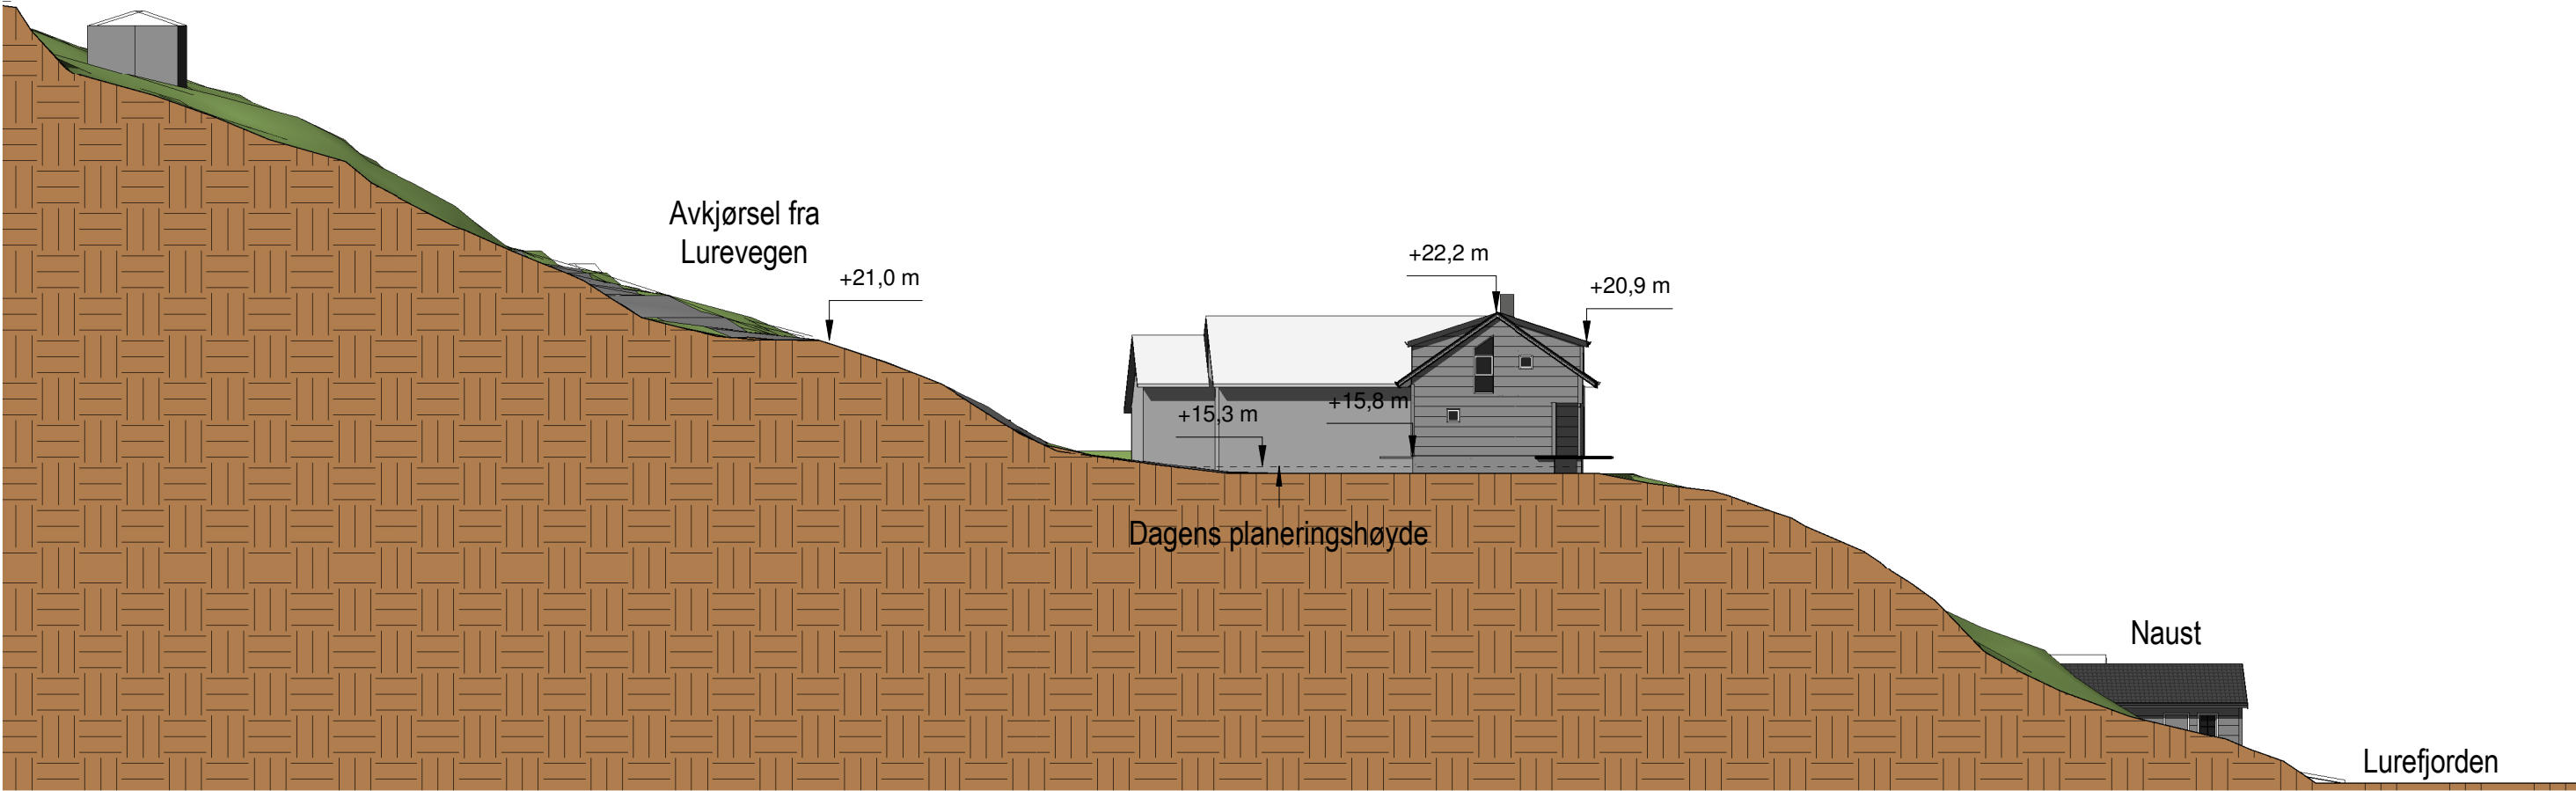 Avkjørsel fra
Lurevegen
+21,0 m
+22,2 m
+20,9 m
+15,3 m
+15,8 m
Dagens planeringshøyde
Naust
Lurefjorden